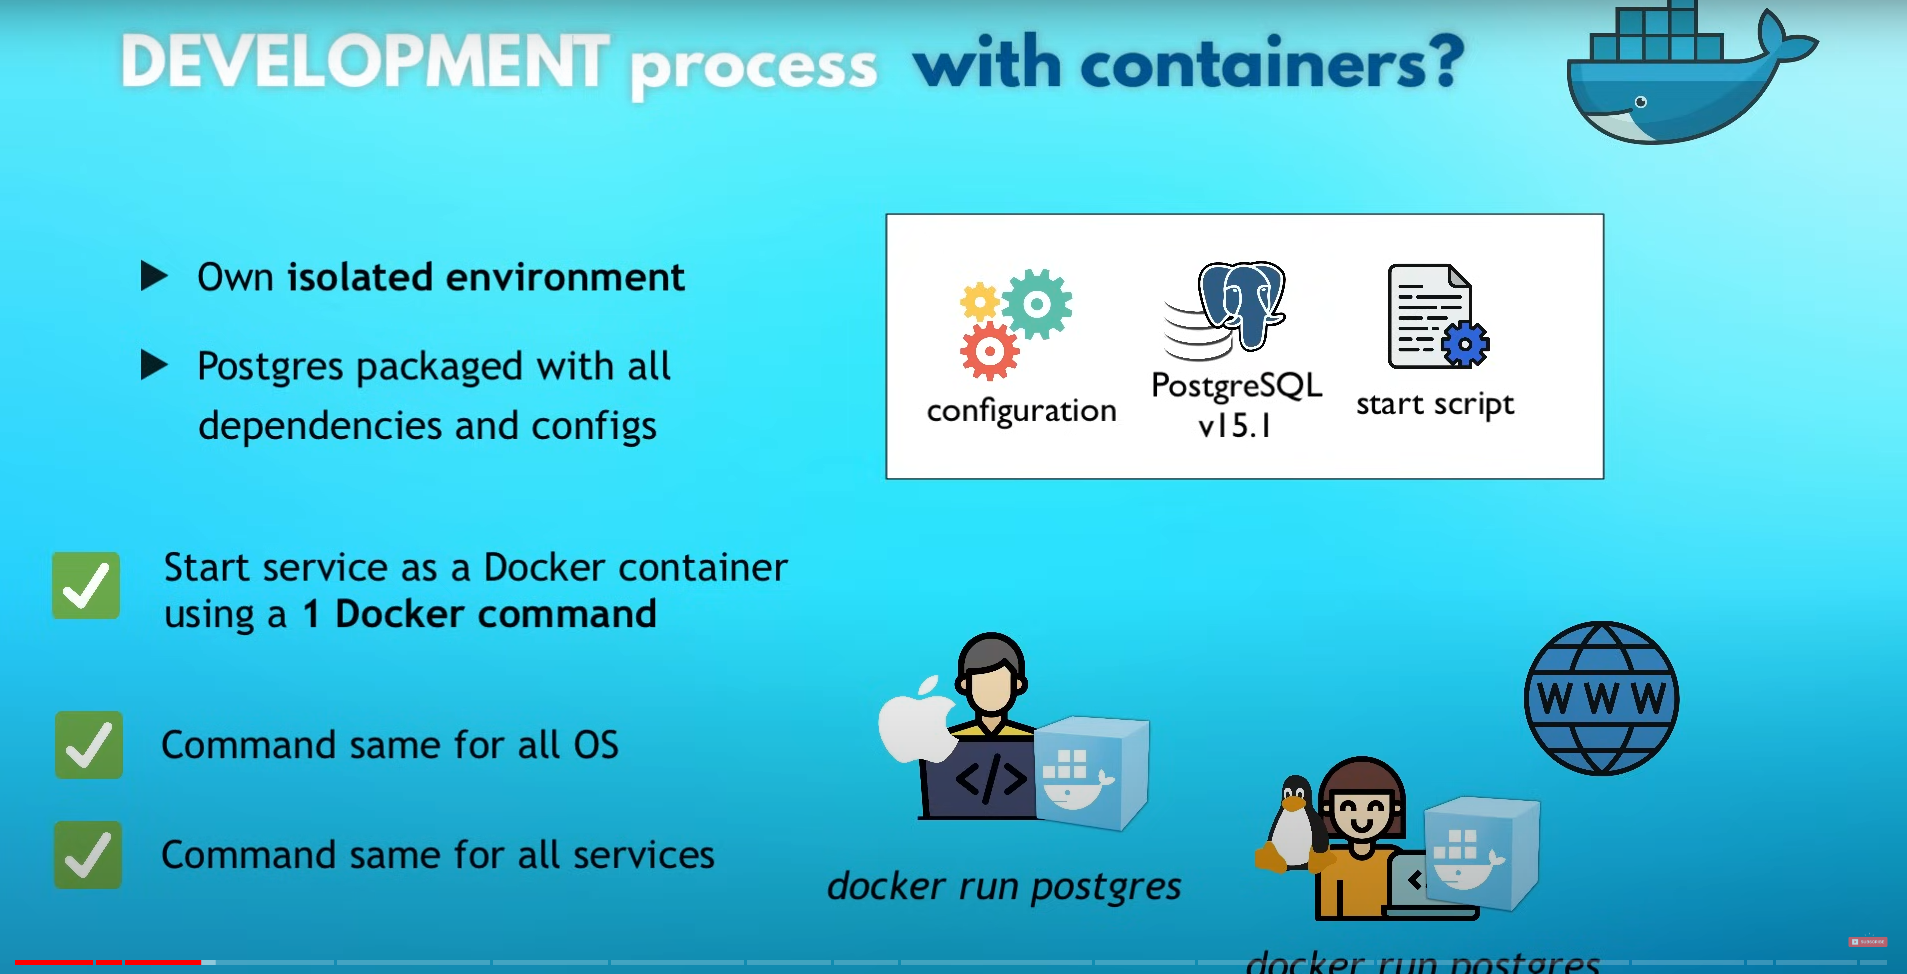 DEVELOPMENT process with containers?
Own isolated environment
Postgres packaged with all
dependencies and configs
configuration
PostgreSQL
v15.1
start script
Start service as a Docker container
using a 1 Docker command
Command same for all OS
Command same for all services
WWW
</>
docker run postgres
<
docker run postgres
SUBSCRIBE